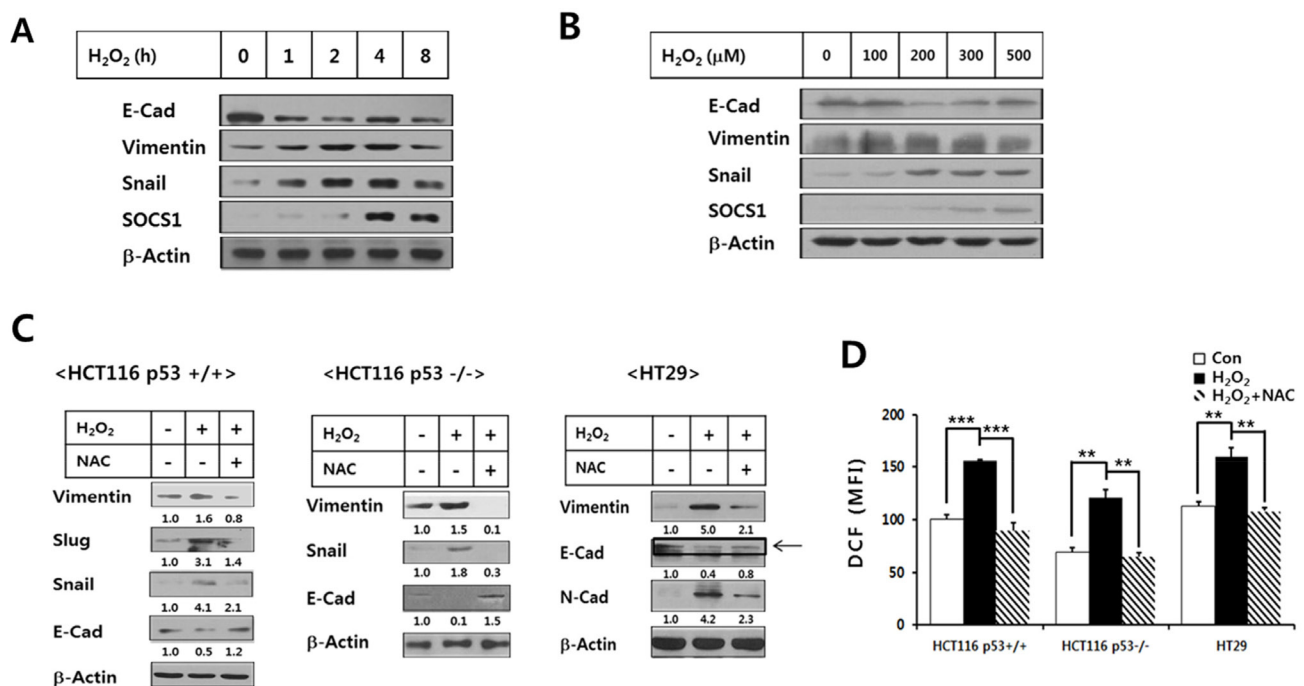 A
H₂O₂ (h) 0 1 2 4 8
E-Cad
Vimentin
Snail
SOCS1
β-Actin
B
H₂O₂ (μM) 0 100 200 300 500
E-Cad
Vimentin
Snail
SOCS1
β-Actin
C
<HCT116 p53 +/+>
H₂O₂ - + +
NAC - - +
Vimentin
1.0 1.6 0.8
Slug
1.0 3.1 1.4
Snail
1.0 4.1 2.1
E-Cad
1.0 0.5 1.2
β-Actin
<HCT116 p53 -/->
H₂O₂ - + +
NAC - - +
Vimentin
1.0 1.5 0.1
Snail
1.0 1.8 0.3
E-Cad
1.0 0.1 1.5
β-Actin
<HT29>
H₂O₂ - + +
NAC - - +
Vimentin
1.0 5.0 2.1
E-Cad
1.0 0.4 0.8
N-Cad
1.0 4.2 2.3
β-Actin
D
Con
H₂O₂
H₂O₂+NAC
DCF (MFI)
200
150
100
50
0
*** ***
** **
** **
HCT116 p53+/+ HCT116 p53-/- HT29